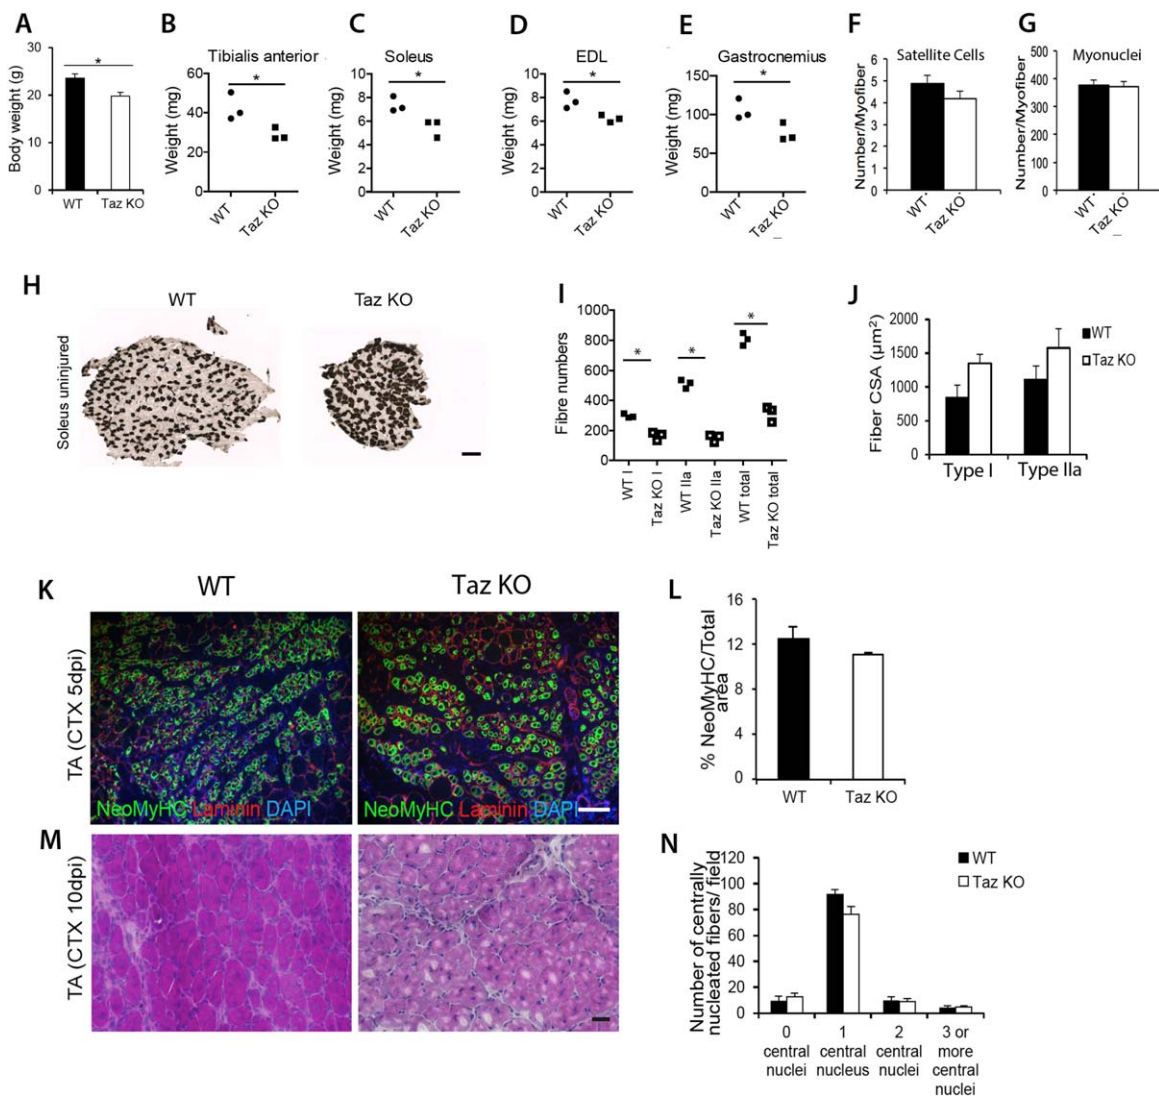 A
Body weight (g)
30
20
10
0
*
WT Taz KO
B
Tibialis anterior
Weight (mg)
60
40
20
0
*
WT
Taz KO
C
Soleus
Weight (mg)
10
8
6
4
2
0
*
WT
Taz KO
D
EDL
Weight (mg)
10
8
6
4
2
0
*
WT
Taz KO
E
Gastrocnemius
Weight (mg)
150
100
50
0
*
WT
Taz KO
F
Satellite Cells
Number/Myofiber
6
5
4
3
2
1
0
WT
Taz KO
G
Myonuclei
Number/Myofiber
500
400
300
200
100
0
WT
Taz KO
H
WT Taz KO
Soleus uninjured
I
Fibre numbers
1000
800
600
400
200
0
* * *
WT I
Taz KO I
WT IIa
Taz KO IIa
WT total
Taz KO total
J
Fiber CSA (µm²)
2000
1500
1000
500
0
WT
Taz KO
Type I Type IIa
K
WT Taz KO
TA (CTX 5dpi)
NeoMyHC Laminin DAPI
NeoMyHC Laminin DAPI
L
% NeoMyHC/Total
area
16
12
8
4
0
WT Taz KO
M
TA (CTX 10dpi)
N
Number of centrally
nucleated fibers/ field
120
100
80
60
40
20
0
WT
Taz KO
0
central
nuclei
1
central
nucleus
2
central
nuclei
3 or
more
central
nuclei